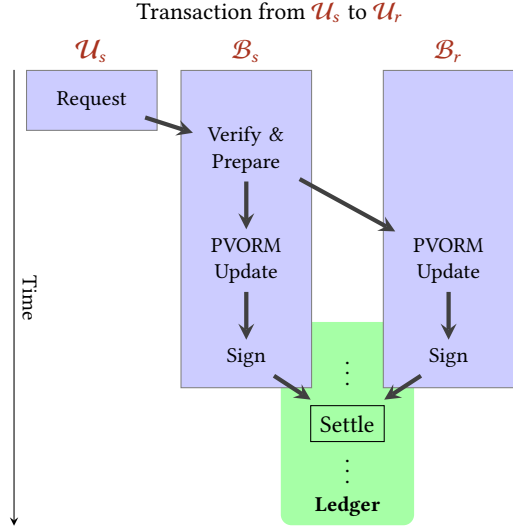 Transaction from 𝒰s to 𝒰r
𝒰s
ℬs
ℬr
Request
Verify &
Prepare
PVORM
Update
PVORM
Update
Time
Sign
Sign
⋮
Settle
⋮
Ledger